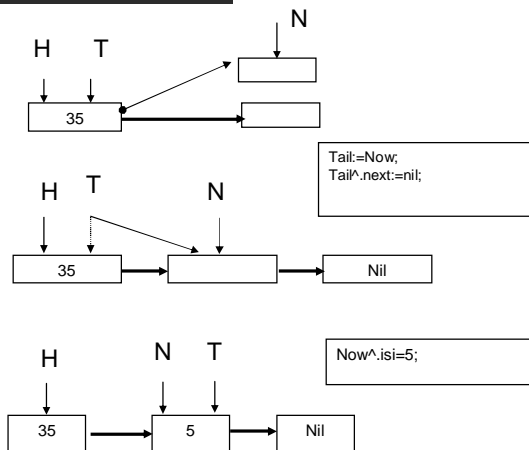 N
H T
35
Tail:=Now;
Tail^.next:=nil;
H T N
35 Nil
Now^.isi=5;
H N T
35 5 Nil